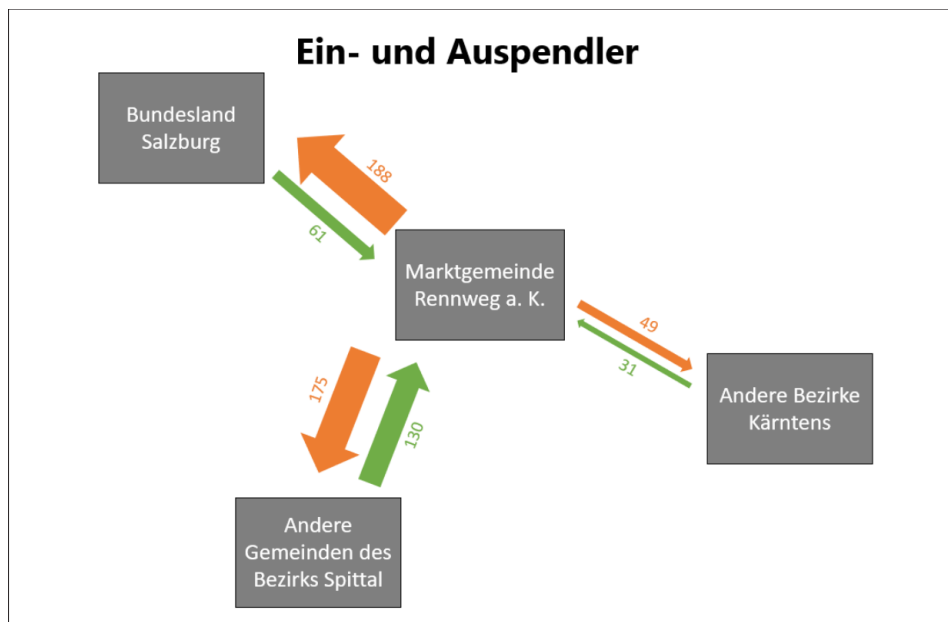 Ein- und Auspendler
Bundesland
Salzburg
188
61
Marktgemeinde
Rennweg a. K.
49
31
175
130
Andere Bezirke
Kärntens
Andere
Gemeinden des
Bezirks Spittal